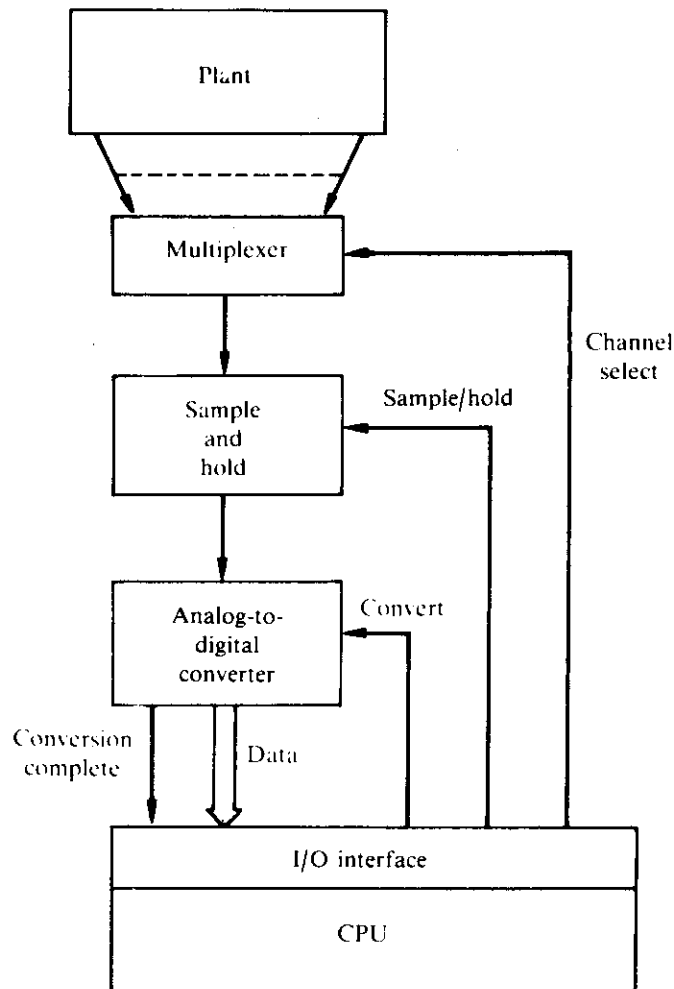 Plant
Multiplexer
Channel
select
Sample
and
hold
Sample/hold
Analog-to-
digital
converter
Convert
Conversion
complete
Data
I/O interface
CPU